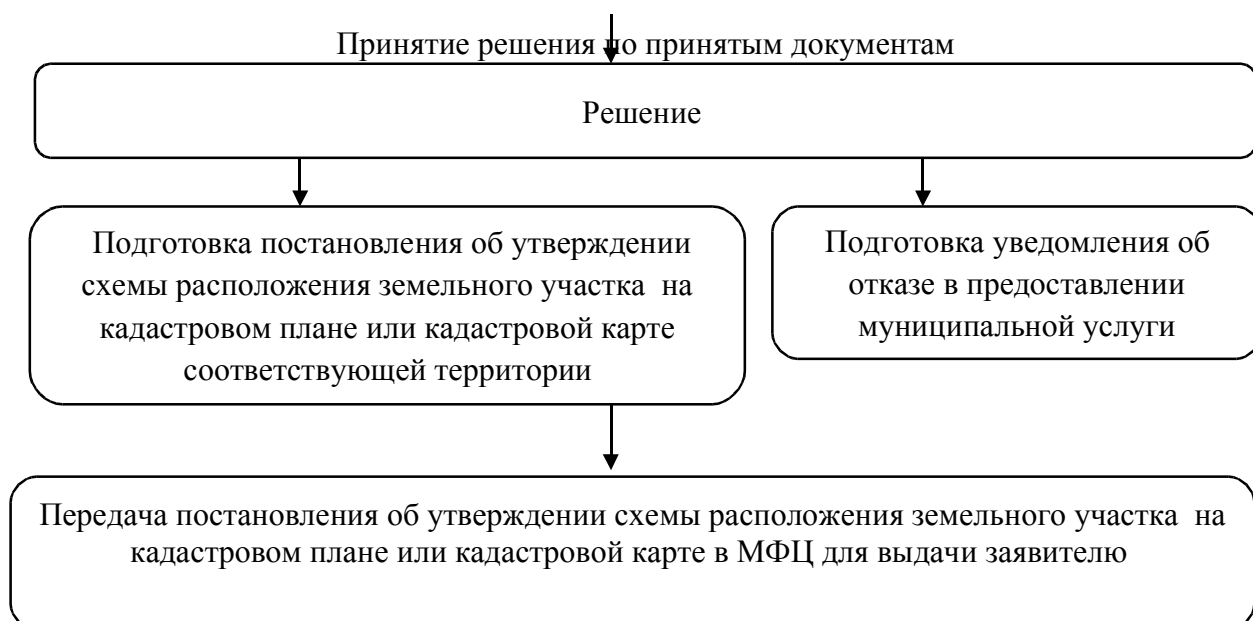 Принятие решения по принятым документам
Решение
Подготовка постановления об утверждении
схемы расположения земельного участка на
кадастровом плане или кадастровой карте
соответствующей территории
Подготовка уведомления об
отказе в предоставлении
муниципальной услуги
Передача постановления об утверждении схемы расположения земельного участка на
кадастровом плане или кадастровой карте в МФЦ для выдачи заявителю